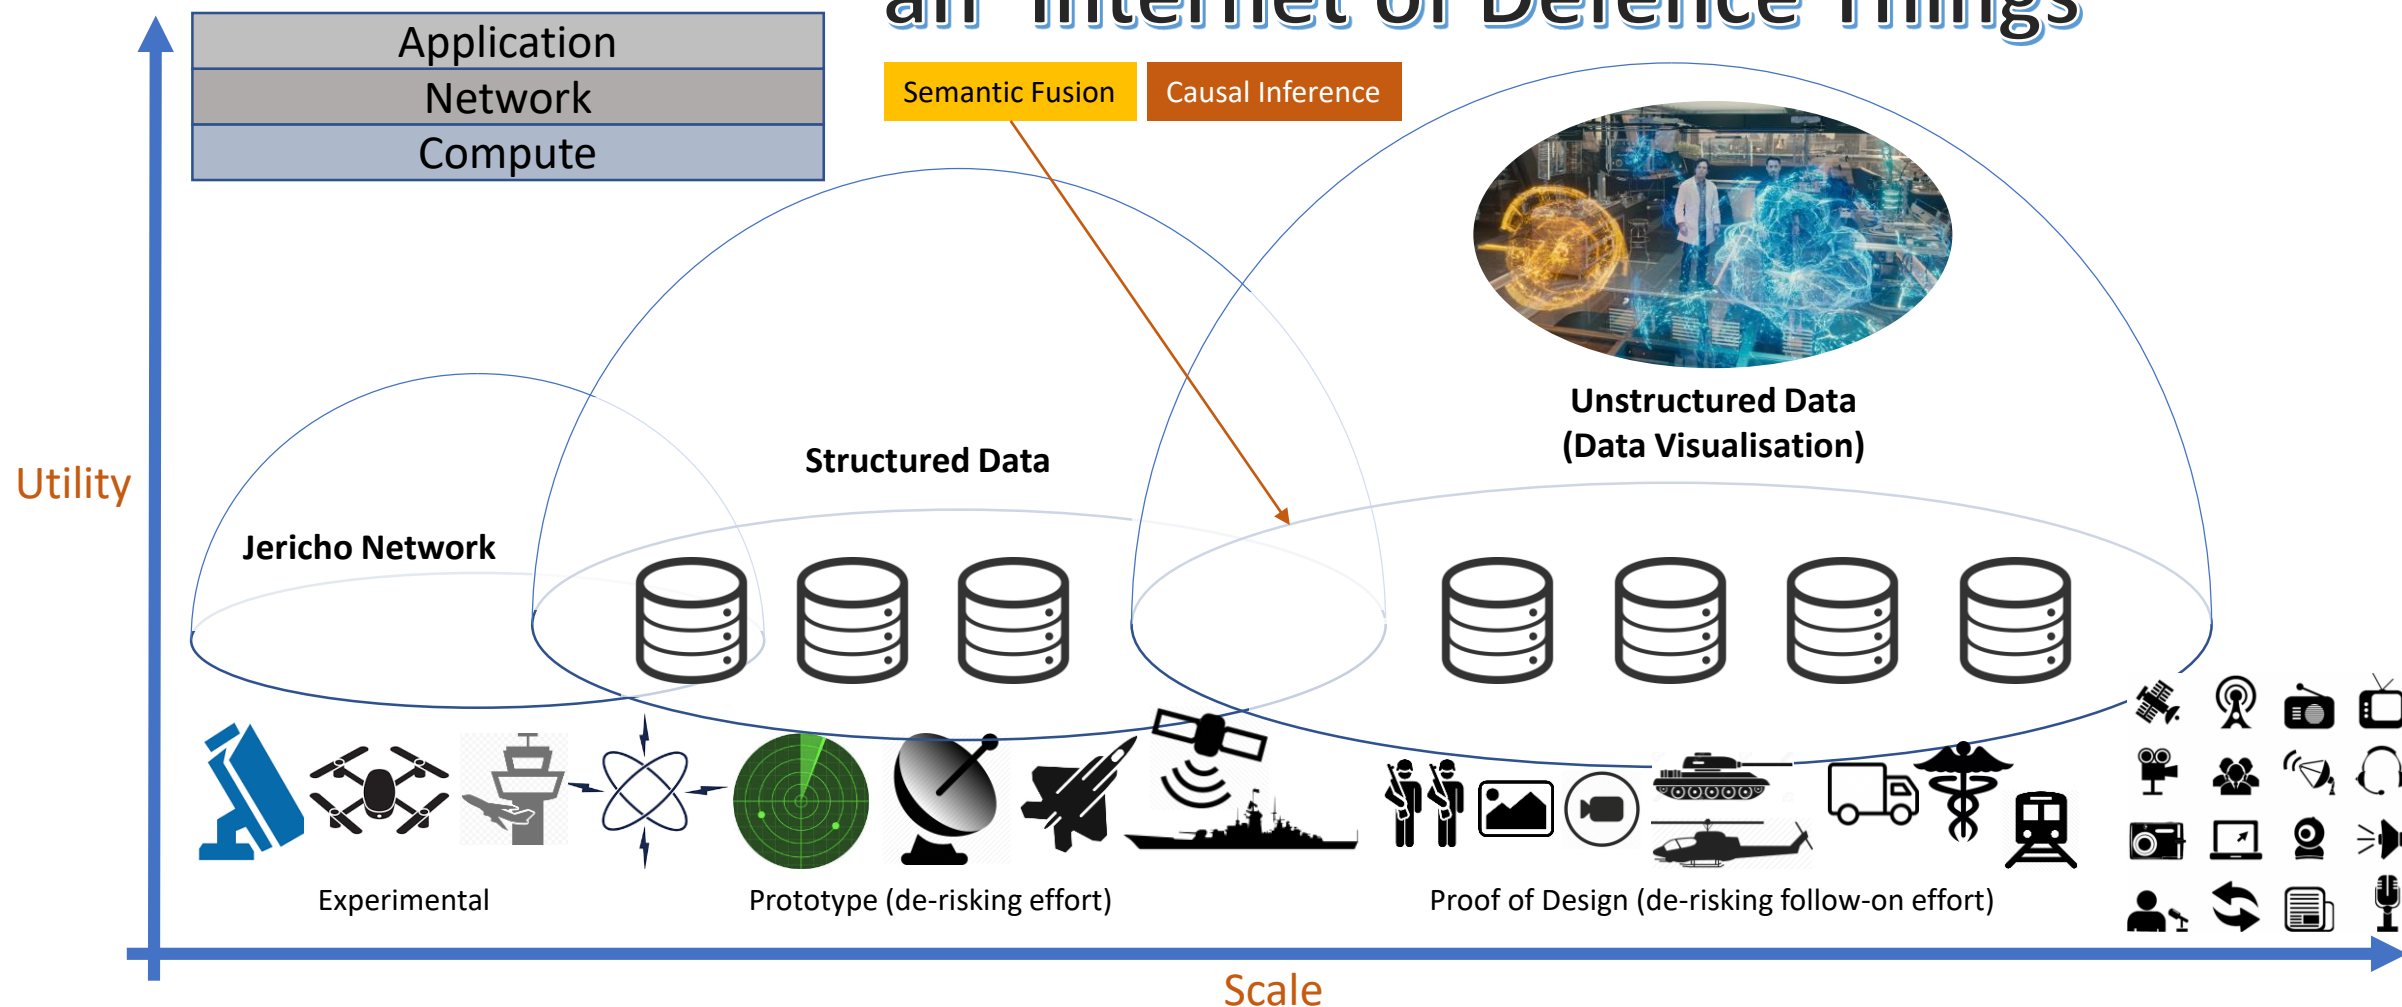 an "Internet of Defence Things"
Application
Network
Compute
Semantic Fusion
Causal Inference
Unstructured Data
(Data Visualisation)
Structured Data
Utility
Jericho Network
Experimental
Prototype (de-risking effort)
Proof of Design (de-risking follow-on effort)
Scale